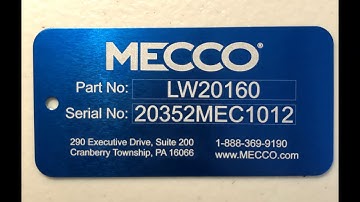 MECCO®
Part No: LW20160
Serial No: 20352MEC1012
290 Executive Drive, Suite 200 1-888-369-9190
Cranberry Township, PA 16066 www.MECCO.com